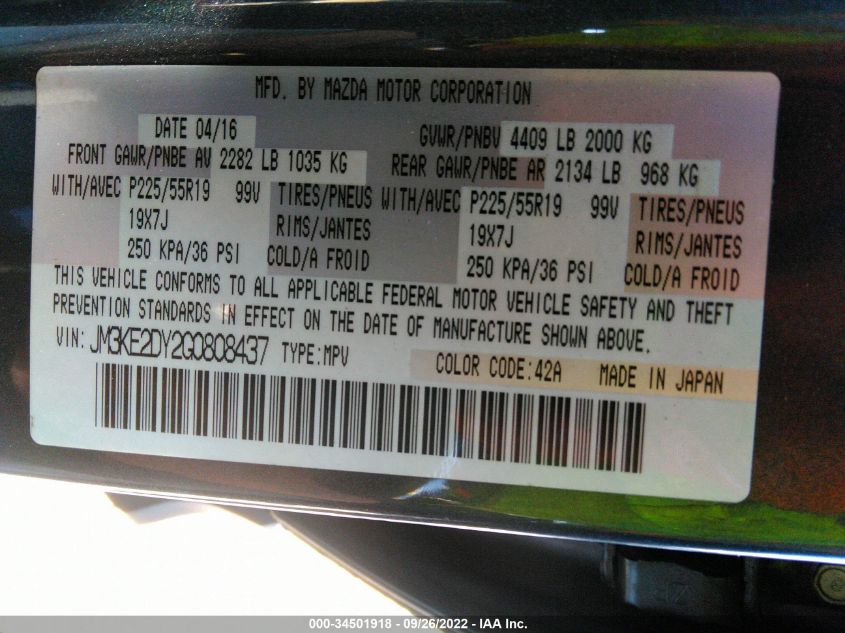 MFD. BY MAZDA MOTOR CORPORATION
DATE 04/16 GVWR/PNBV 4409 LB 2000 KG
FRONT GAWR/PNBE AV 2282 LB 1035 KG REAR GAWR/PNBE AR 2134 LB 968 KG
WITH/AVEC P225/55R19 99V TIRES/PNEUS WITH/AVEC P225/55R19 99V TIRES/PNEUS
19X7J RIMS/JANTES 19X7J RIMS/JANTES
250 KPA/36 PSI COLD/A FROID 250 KPA/36 PSI COLD/A FROID
THIS VEHICLE CONFORMS TO ALL APPLICABLE FEDERAL MOTOR VEHICLE SAFETY AND THEFT
PREVENTION STANDARDS IN EFFECT ON THE DATE OF MANUFACTURE SHOWN ABOVE.
VIN: JM3KE2DY2G0808437 TYPE:MPV COLOR CODE:42A MADE IN JAPAN
000-34501918 - 09/26/2022 - IAA Inc.